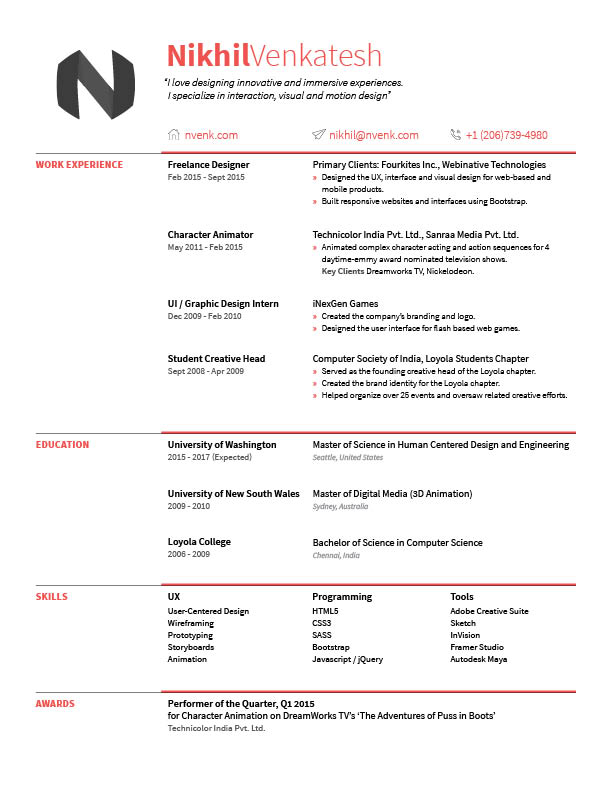 N
NikhilVenkatesh
“I love designing innovative and immersive experiences.
I specialize in interaction, visual and motion design”
nvenk.com
nikhil@nvenk.com
+1 (206)739-4980
WORK EXPERIENCE
Freelance Designer
Feb 2015 - Sept 2015
Primary Clients: Fourkites Inc., Webinative Technologies
» Designed the UX, interface and visual design for web-based and
mobile products.
» Built responsive websites and interfaces using Bootstrap.
Character Animator
May 2011 - Feb 2015
Technicolor India Pvt. Ltd., Sanraa Media Pvt. Ltd.
» Animated complex character acting and action sequences for 4
daytime-emmy award nominated television shows.
Key Clients Dreamworks TV, Nickelodeon.
UI / Graphic Design Intern
Dec 2009 - Feb 2010
iNexGen Games
» Created the company's branding and logo.
» Designed the user interface for flash based web games.
Student Creative Head
Sept 2008 - Apr 2009
Computer Society of India, Loyola Students Chapter
» Served as the founding creative head of the Loyola chapter.
» Created the brand identity for the Loyola chapter.
» Helped organize over 25 events and oversaw related creative efforts.
EDUCATION
University of Washington
2015 - 2017 (Expected)
Master of Science in Human Centered Design and Engineering
Seattle, United States
University of New South Wales
2009 - 2010
Master of Digital Media (3D Animation)
Sydney, Australia
Loyola College
2006 - 2009
Bachelor of Science in Computer Science
Chennai, India
SKILLS
UX
User-Centered Design
Wireframing
Prototyping
Storyboards
Animation
Programming
HTML5
CSS3
SASS
Bootstrap
Javascript / jQuery
Tools
Adobe Creative Suite
Sketch
InVision
Framer Studio
Autodesk Maya
AWARDS
Performer of the Quarter, Q1 2015
for Character Animation on DreamWorks TV's ‘The Adventures of Puss in Boots’
Technicolor India Pvt. Ltd.